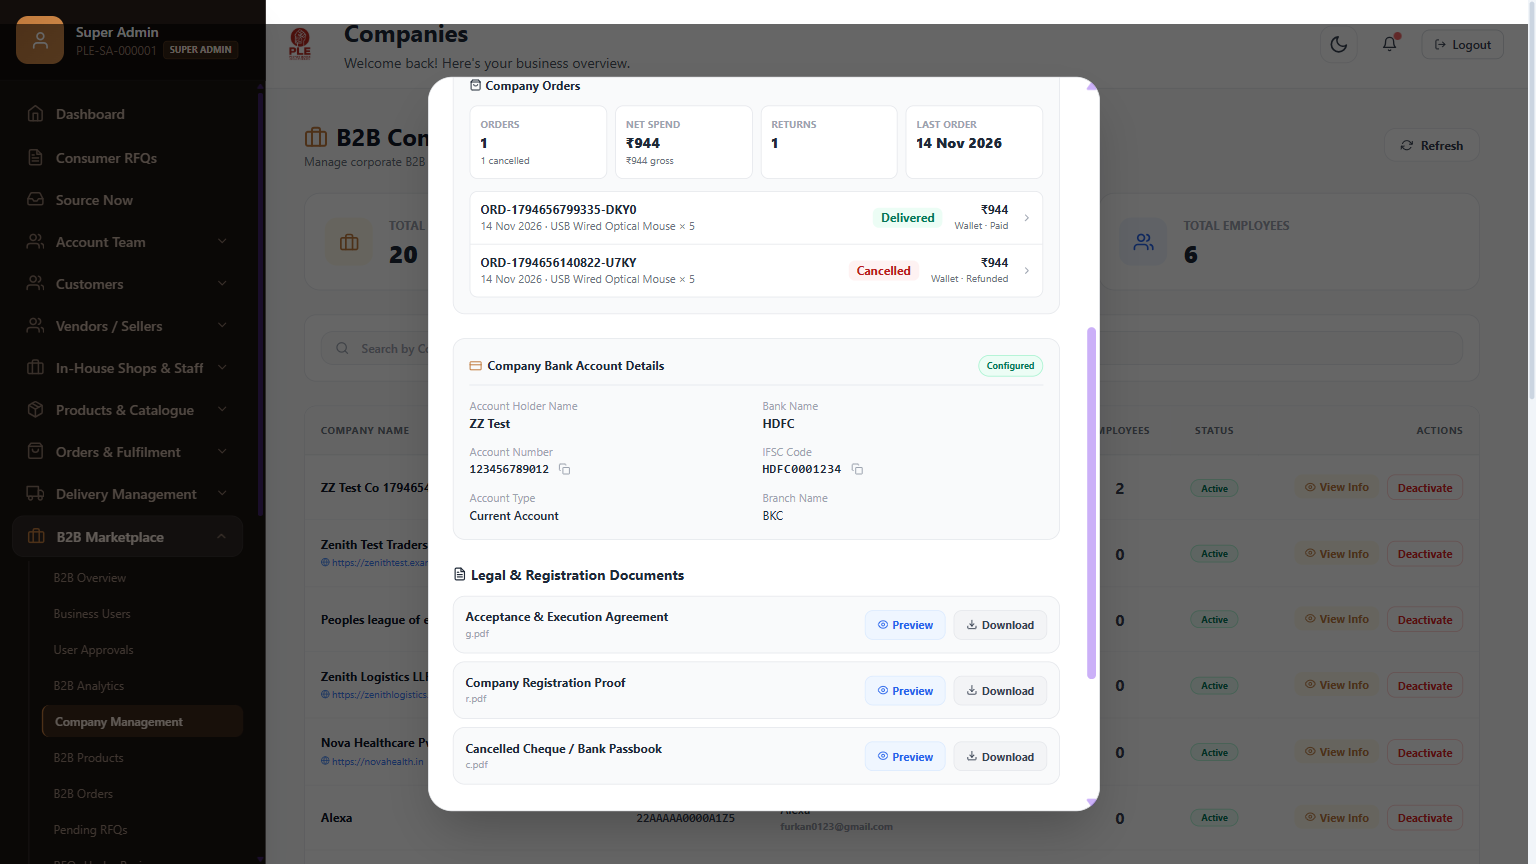 Super Admin
PLE-SA-000001 SUPER ADMIN
Dashboard
Consumer RFQs
Source Now
Account Team
Customers
Vendors / Sellers
In-House Shops & Staff
Products & Catalogue
Orders & Fulfilment
Delivery Management
B2B Marketplace
B2B Overview
Business Users
User Approvals
B2B Analytics
Company Management
B2B Products
B2B Orders
Pending RFQs
PLE
Companies
Welcome back! Here's your business overview.
Logout
B2B Con
Manage corporate B2B
Refresh
TOTAL
20
TOTAL EMPLOYEES
6
Search by Co
COMPANY NAME
MPLOYEES
STATUS
ACTIONS
ZZ Test Co 1794654
2
Active
View Info
Deactivate
Zenith Test Traders
https://zenithtest.exar
0
Active
View Info
Deactivate
Peoples league of e
0
Active
View Info
Deactivate
Zenith Logistics LLI
https://zenithlogistics.
0
Active
View Info
Deactivate
Nova Healthcare Pv
https://novahealth.in
0
Active
View Info
Deactivate
Alexa
22AAAAA0000A1Z5
furkan0123@gmail.com
0
Active
View Info
Deactivate
Company Orders
ORDERS
1
1 cancelled
NET SPEND
₹944
₹944 gross
RETURNS
1
LAST ORDER
14 Nov 2026
ORD-1794656799335-DKY0
14 Nov 2026 · USB Wired Optical Mouse × 5
Delivered
₹944
Wallet · Paid
ORD-1794656140822-U7KY
14 Nov 2026 · USB Wired Optical Mouse × 5
Cancelled
₹944
Wallet · Refunded
Company Bank Account Details
Configured
Account Holder Name
ZZ Test
Bank Name
HDFC
Account Number
123456789012
IFSC Code
HDFC0001234
Account Type
Current Account
Branch Name
BKC
Legal & Registration Documents
Acceptance & Execution Agreement
g.pdf
Preview
Download
Company Registration Proof
r.pdf
Preview
Download
Cancelled Cheque / Bank Passbook
c.pdf
Preview
Download